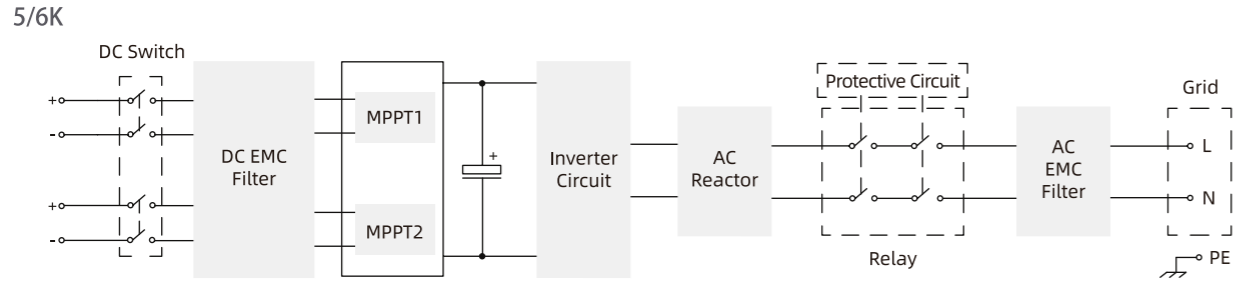 5/6K
DC Switch
+
-
+
-
DC EMC
Filter
MPPT1
MPPT2
+
Inverter
Circuit
AC
Reactor
Protective Circuit
Relay
AC
EMC
Filter
Grid
L
N
PE